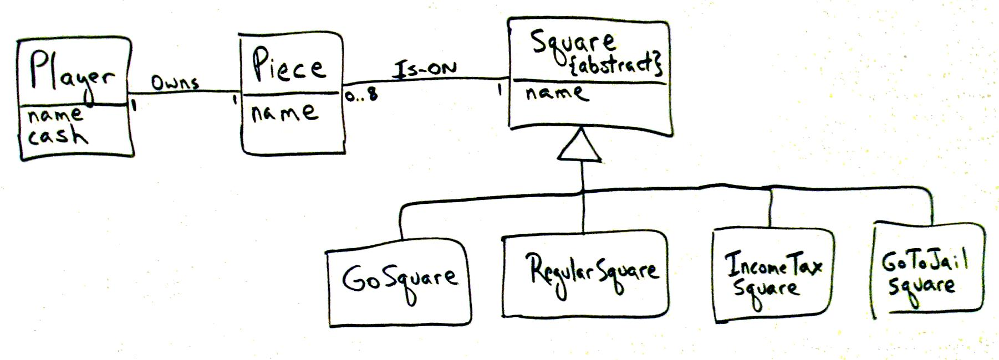 Player
name
cash
1
Owns
1
Piece
name
0..8
Is-ON
1
Square
{abstract}
name
GoSquare
RegularSquare
IncomeTax
Square
GoToJail
Square